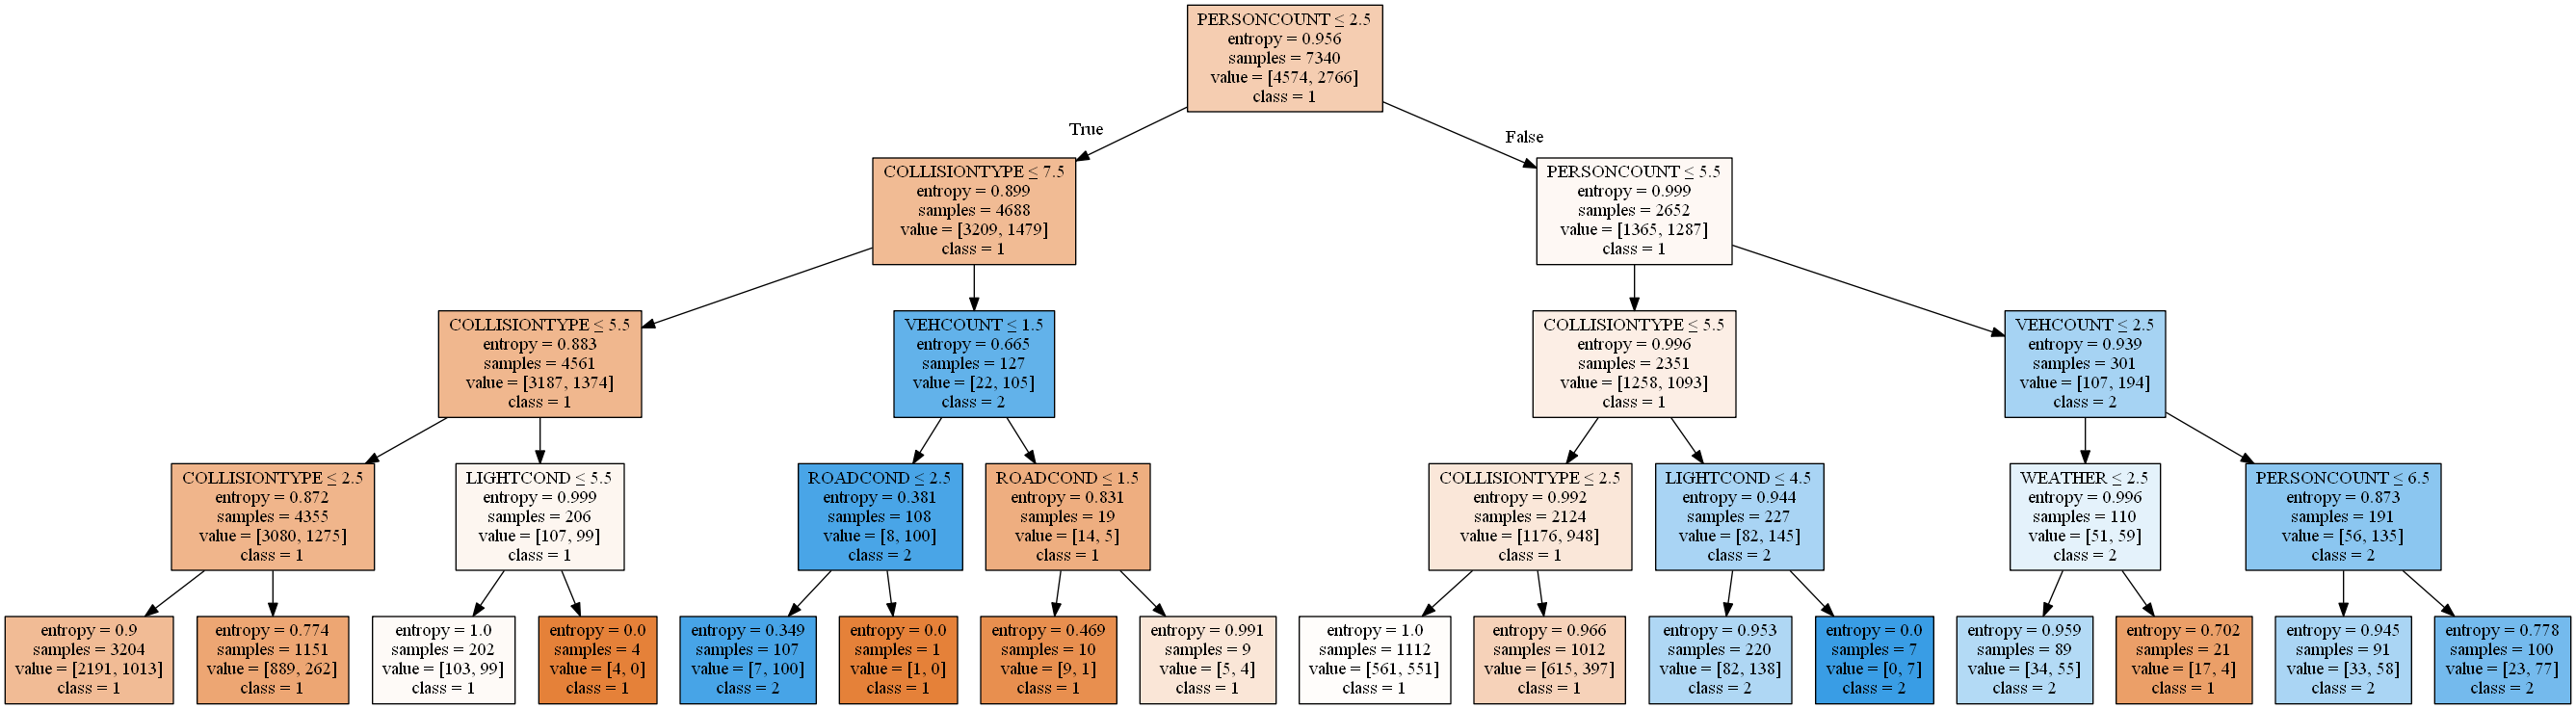 PERSONCOUNT ≤ 2.5
entropy = 0.956
samples = 7340
value = [4574, 2766]
class = 1
True
False
COLLISIONTYPE ≤ 7.5
entropy = 0.899
samples = 4688
value = [3209, 1479]
class = 1
PERSONCOUNT ≤ 5.5
entropy = 0.999
samples = 2652
value = [1365, 1287]
class = 1
COLLISIONTYPE ≤ 5.5
entropy = 0.883
samples = 4561
value = [3187, 1374]
class = 1
VEHCOUNT ≤ 1.5
entropy = 0.665
samples = 127
value = [22, 105]
class = 2
COLLISIONTYPE ≤ 5.5
entropy = 0.996
samples = 2351
value = [1258, 1093]
class = 1
VEHCOUNT ≤ 2.5
entropy = 0.939
samples = 301
value = [107, 194]
class = 2
COLLISIONTYPE ≤ 2.5
entropy = 0.872
samples = 4355
value = [3080, 1275]
class = 1
LIGHTCOND ≤ 5.5
entropy = 0.999
samples = 206
value = [107, 99]
class = 1
ROADCOND ≤ 2.5
entropy = 0.381
samples = 108
value = [8, 100]
class = 2
ROADCOND ≤ 1.5
entropy = 0.831
samples = 19
value = [14, 5]
class = 1
COLLISIONTYPE ≤ 2.5
entropy = 0.992
samples = 2124
value = [1176, 948]
class = 1
LIGHTCOND ≤ 4.5
entropy = 0.944
samples = 227
value = [82, 145]
class = 2
WEATHER ≤ 2.5
entropy = 0.996
samples = 110
value = [51, 59]
class = 2
PERSONCOUNT ≤ 6.5
entropy = 0.873
samples = 191
value = [56, 135]
class = 2
entropy = 0.9
samples = 3204
value = [2191, 1013]
class = 1
entropy = 0.774
samples = 1151
value = [889, 262]
class = 1
entropy = 1.0
samples = 202
value = [103, 99]
class = 1
entropy = 0.0
samples = 4
value = [4, 0]
class = 1
entropy = 0.349
samples = 107
value = [7, 100]
class = 2
entropy = 0.0
samples = 1
value = [1, 0]
class = 1
entropy = 0.469
samples = 10
value = [9, 1]
class = 1
entropy = 0.991
samples = 9
value = [5, 4]
class = 1
entropy = 1.0
samples = 1112
value = [561, 551]
class = 1
entropy = 0.966
samples = 1012
value = [615, 397]
class = 1
entropy = 0.953
samples = 220
value = [82, 138]
class = 2
entropy = 0.0
samples = 7
value = [0, 7]
class = 2
entropy = 0.959
samples = 89
value = [34, 55]
class = 2
entropy = 0.702
samples = 21
value = [17, 4]
class = 1
entropy = 0.945
samples = 91
value = [33, 58]
class = 2
entropy = 0.778
samples = 100
value = [23, 77]
class = 2